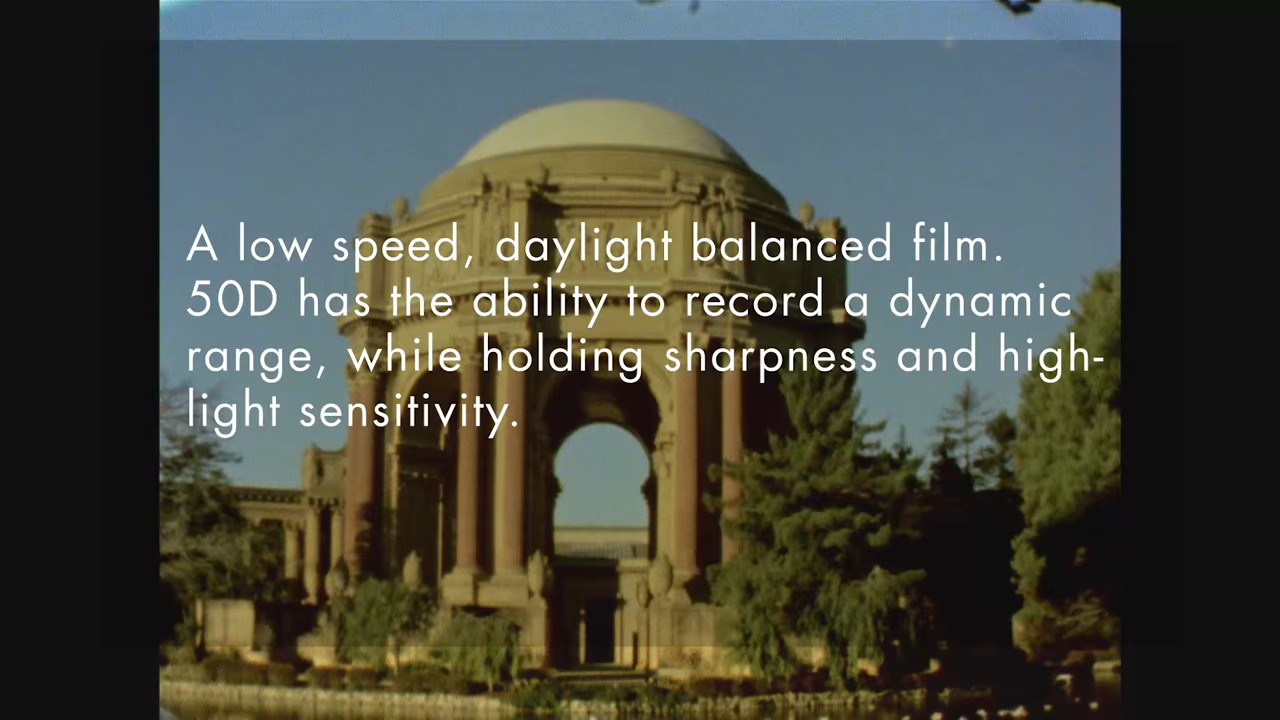 A low speed, daylight balanced film.
50D has the ability to record a dynamic
range, while holding sharpness and high-
light sensitivity.